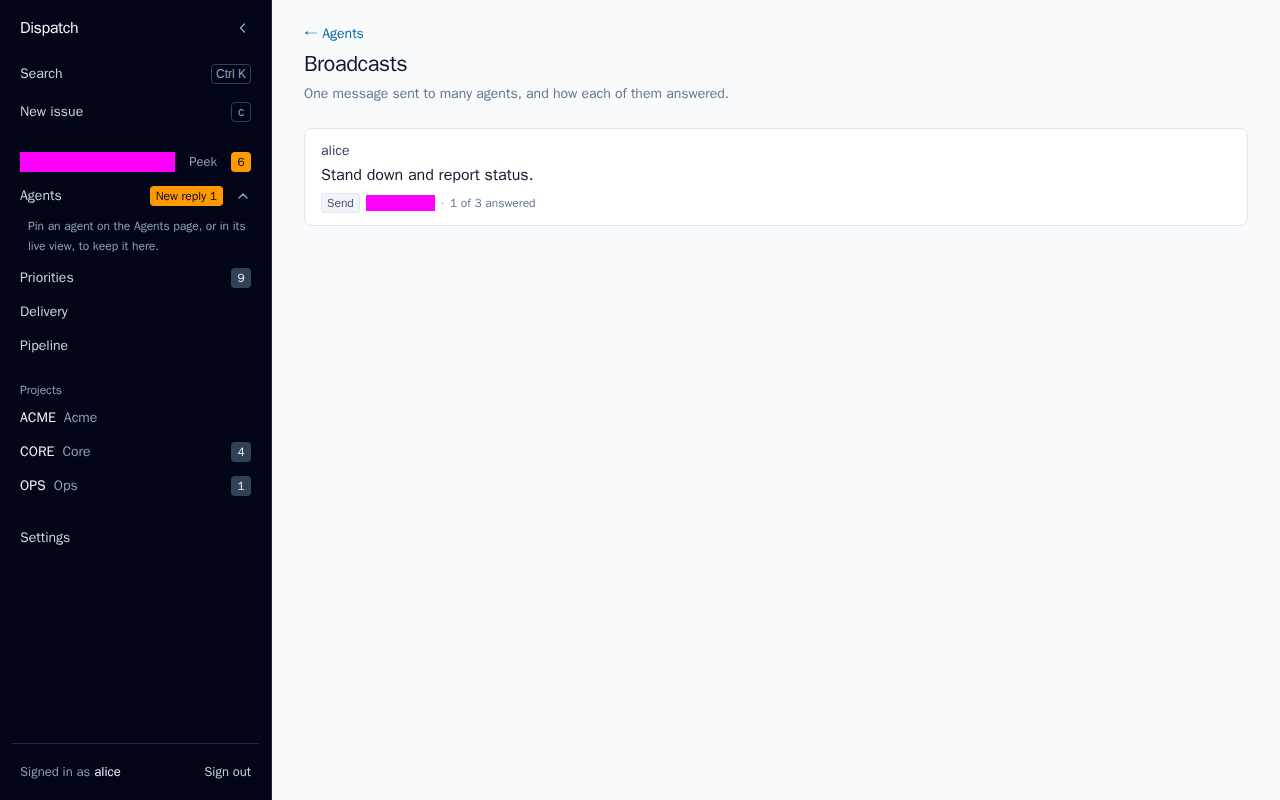 Dispatch
Search Ctrl K
New issue c
Peek 6
Agents New reply 1
Pin an agent on the Agents page, or in its
live view, to keep it here.
Priorities 9
Delivery
Pipeline
Projects
ACME Acme
CORE Core 4
OPS Ops 1
Settings
Signed in as alice Sign out
← Agents
Broadcasts
One message sent to many agents, and how each of them answered.
alice
Stand down and report status.
Send · 1 of 3 answered